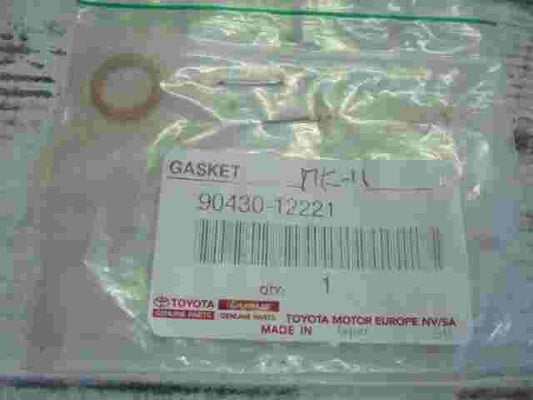 GASKET
90430-12221
QTY. 1
TOYOTA
GENUINE PARTS GENUINE PARTS
TOYOTA MOTOR EUROPE NV/SA
MADE IN